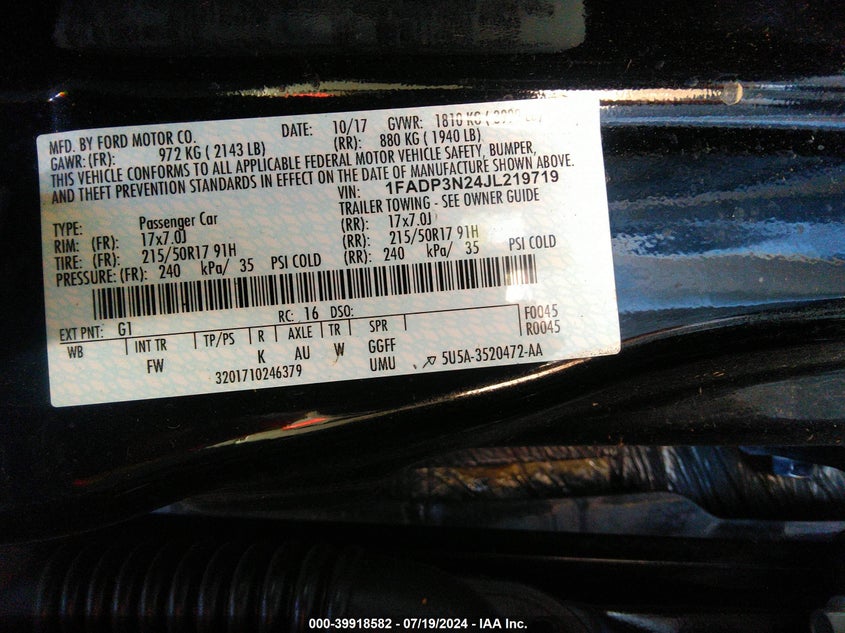 MFD. BY FORD MOTOR CO. DATE: 10/17 GVWR: 1810 KG
GAWR: (FR): 972 KG ( 2143 LB) (RR): 880 KG ( 1940 LB)
THIS VEHICLE CONFORMS TO ALL APPLICABLE FEDERAL MOTOR VEHICLE SAFETY, BUMPER,
AND THEFT PREVENTION STANDARDS IN EFFECT ON THE DATE OF MANUFACTURE SHOWN ABOVE.
VIN: 1FADP3N24JL219719
TYPE: Passenger Car TRAILER TOWING - SEE OWNER GUIDE
RIM: (FR): 17x7.0J (RR): 17x7.0J
TIRE: (FR): 215/50R17 91H (RR): 215/50R17 91H
PRESSURE: (FR): 240 kPa/ 35 PSI COLD (RR): 240 kPa/ 35 PSI COLD
EXT PNT: G1 RC: 16 DSO: F0045
R0045
WB INT TR TP/PS R AXLE TR SPR
FW K AU W GGFF
UMU
3201710246379 5U5A-3520472-AA
000-39918582 - 07/19/2024 - IAA Inc.